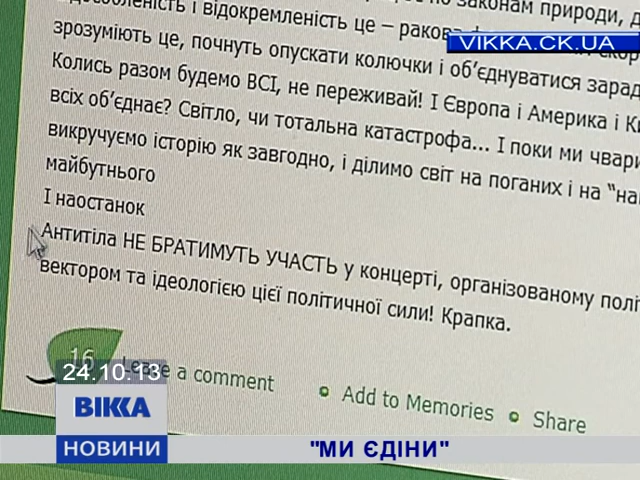 відокремленість це – ракова
по законам природи,
VIKKA.CK.UA
зрозуміють це, почнуть опускати колючки і об'єднуватися зарад
Колись разом будемо ВСІ, не переживай! І Європа і Америка і К
всіх об'єднає? Світло, чи тотальна катастрофа... І поки ми
викручуємо історію як завгодно, і ділимо світ на поганих і на "на
майбутнього
І наостанок
Антитіла НЕ БРАТИМУТЬ УЧАСТЬ у концерті, організованому політ
вектором та ідеологією цієї політичної сили! Крапка.
16
Leave a comment
Add to Memories
Share
24.10.13
ВІККА
НОВИНИ
"МИ ЄДІНИ"